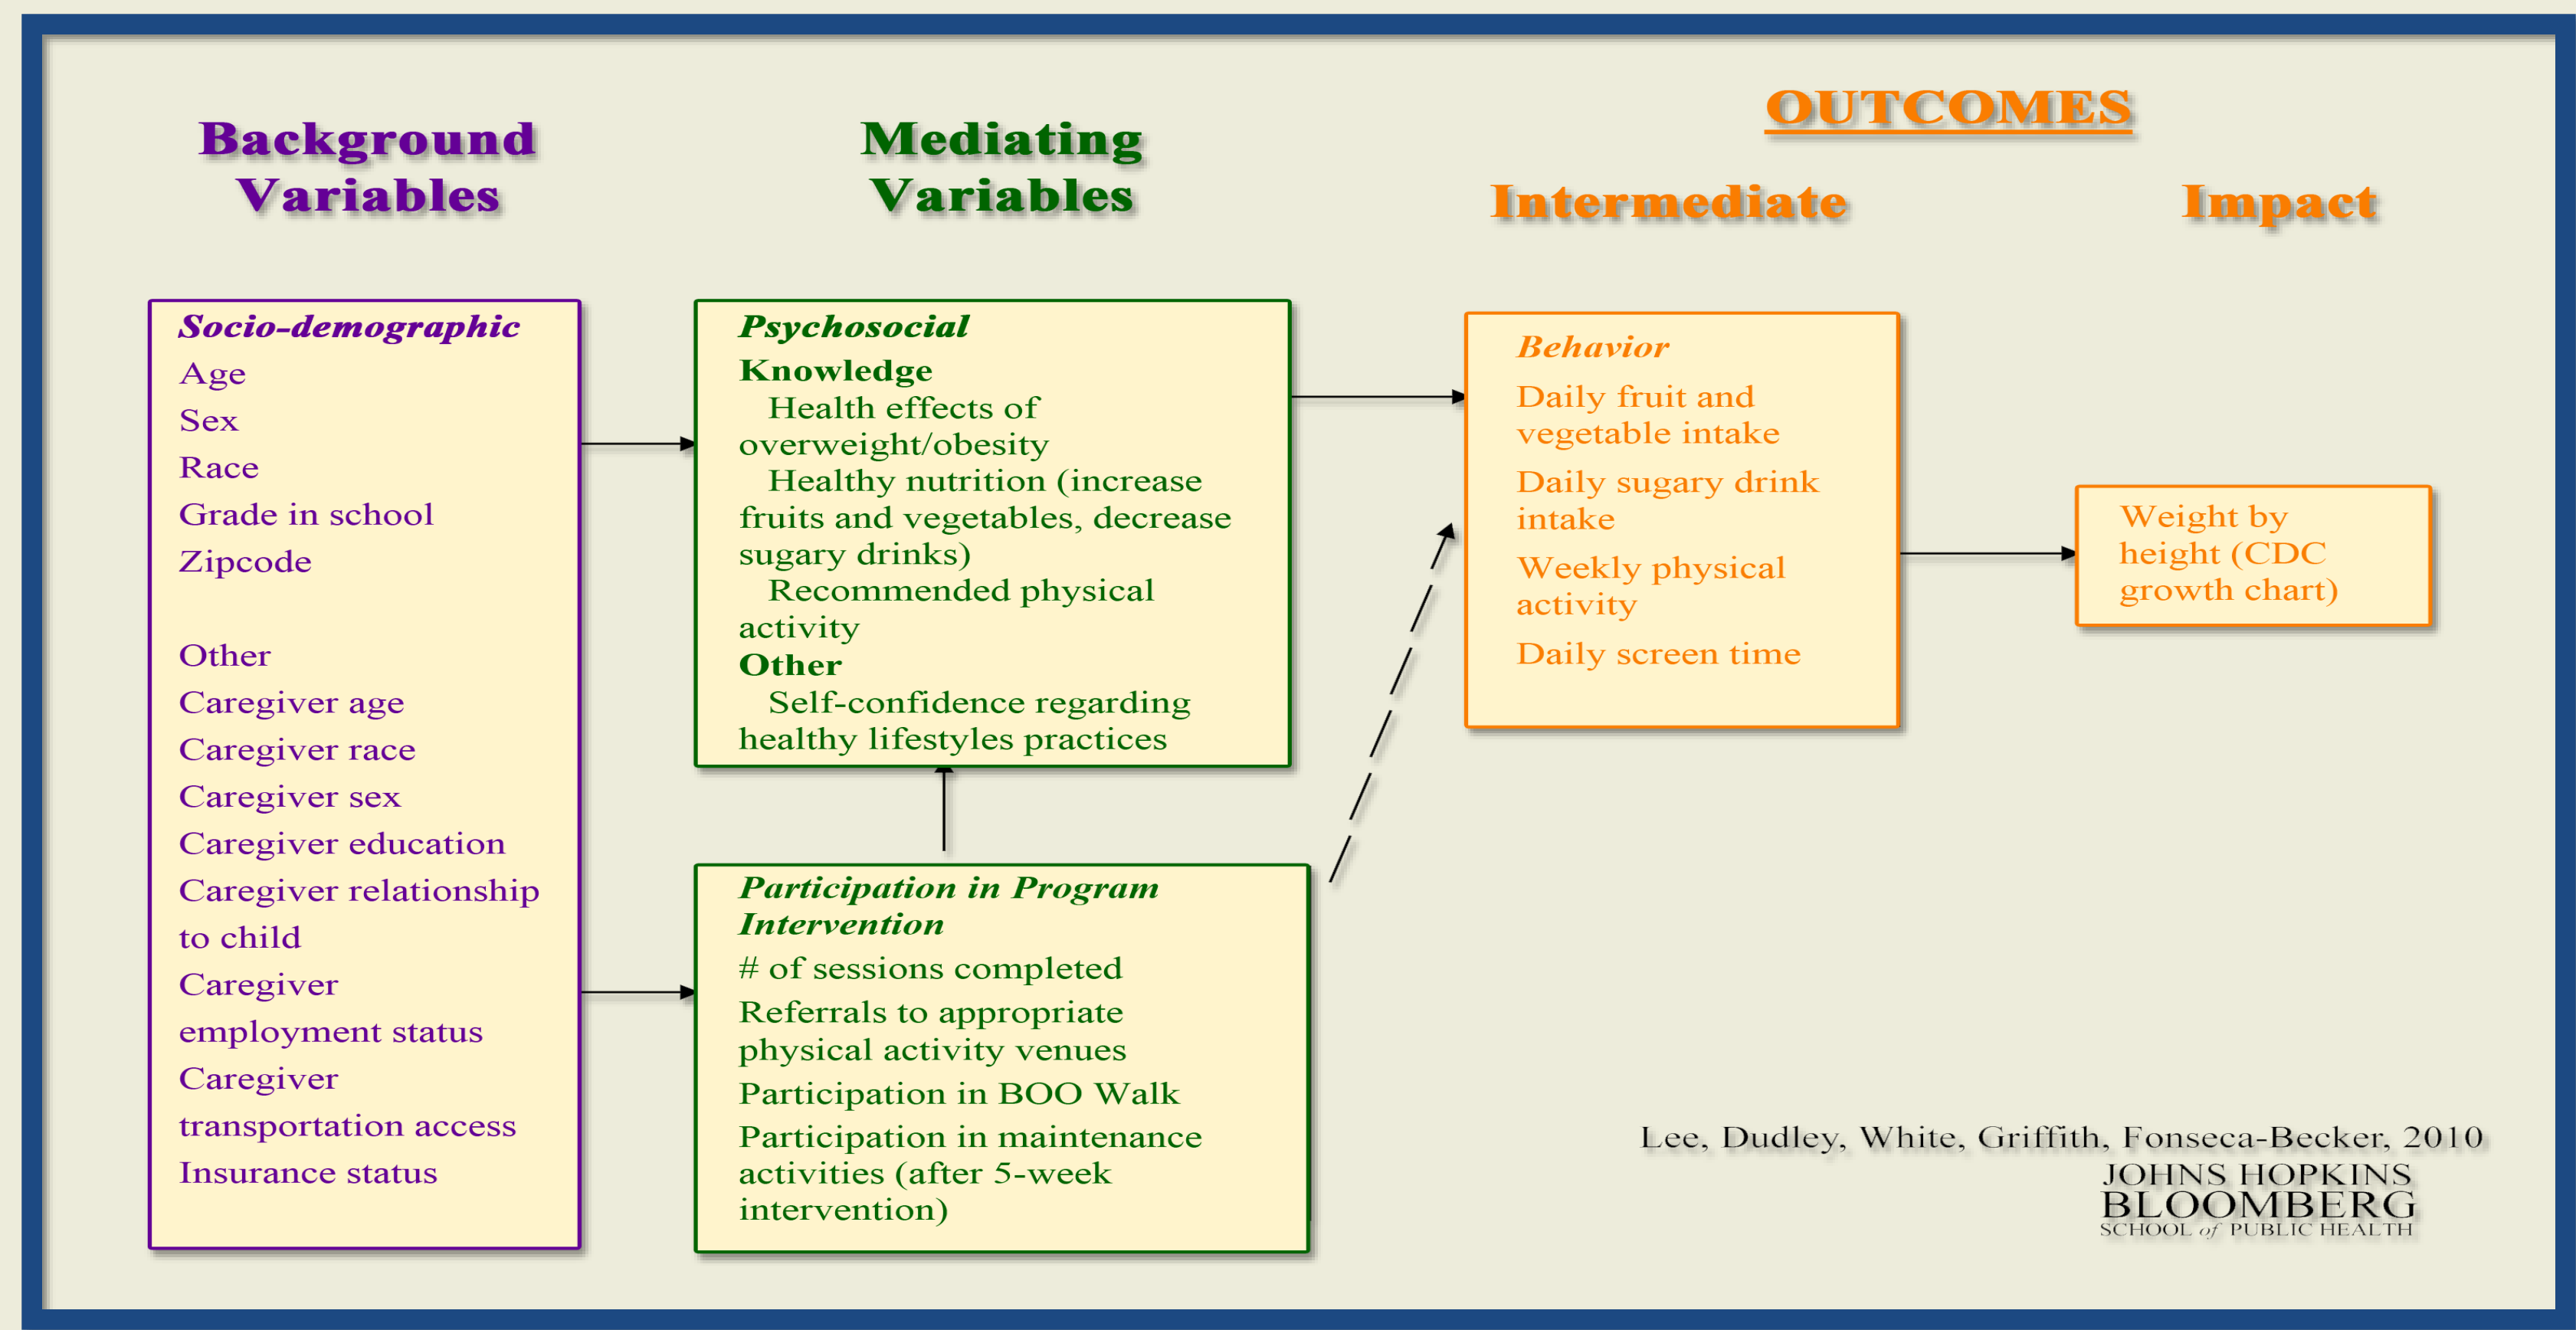 Background
Variables
Mediating
Variables
OUTCOMES
Intermediate
Impact
Socio-demographic
Age
Sex
Race
Grade in school
Zipcode
Other
Caregiver age
Caregiver race
Caregiver sex
Caregiver education
Caregiver relationship
to child
Caregiver
employment status
Caregiver
transportation access
Insurance status
Psychosocial
Knowledge
Health effects of
overweight/obesity
Healthy nutrition (increase
fruits and vegetables, decrease
sugary drinks)
Recommended physical
activity
Other
Self-confidence regarding
healthy lifestyles practices
Participation in Program
Intervention
# of sessions completed
Referrals to appropriate
physical activity venues
Participation in BOO Walk
Participation in maintenance
activities (after 5-week
intervention)
Behavior
Daily fruit and
vegetable intake
Daily sugary drink
intake
Weekly physical
activity
Daily screen time
Weight by
height (CDC
growth chart)
Lee, Dudley, White, Griffith, Fonseca-Becker, 2010
JOHNS HOPKINS
BLOOMBERG
SCHOOL of PUBLIC HEALTH